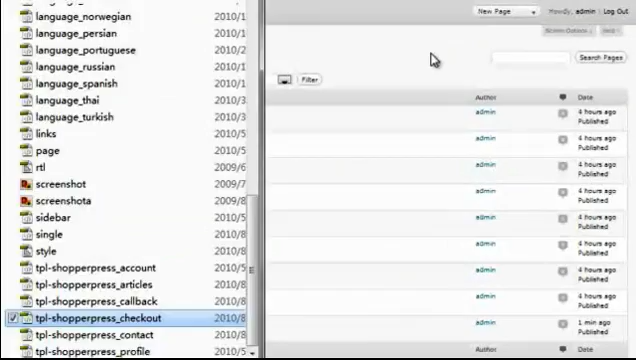 language_norwegian 2010/1
language_persian 2010/
language_portuguese 2010/
language_russian 2010/1
language_spanish 2010/1
language_thai 2010/3
language_turkish 2010/1
links 2010/
page 2010/
rtl 2009/6
screenshot 2009/7
screenshota 2009/8
sidebar 2010/5
single 2010/
style 2010/5
tpl-shopperpress_account 2010/5
tpl-shopperpress_articles 2010/8
tpl-shopperpress_callback 2010/8
tpl-shopperpress_checkout 2010/8
tpl-shopperpress_contact 2010/8
tpl-shopperpress_profile 2010/
New Page Howdy, admin | Log Out
Screen Options Help
Search Pages
Filter
Author Date
admin 4 hours ago
Published
admin 4 hours ago
Published
admin 4 hours ago
Published
admin 4 hours ago
Published
admin 4 hours ago
Published
admin 4 hours ago
Published
admin 4 hours ago
Published
admin 4 hours ago
Published
admin 1 min ago
Published
Author Date